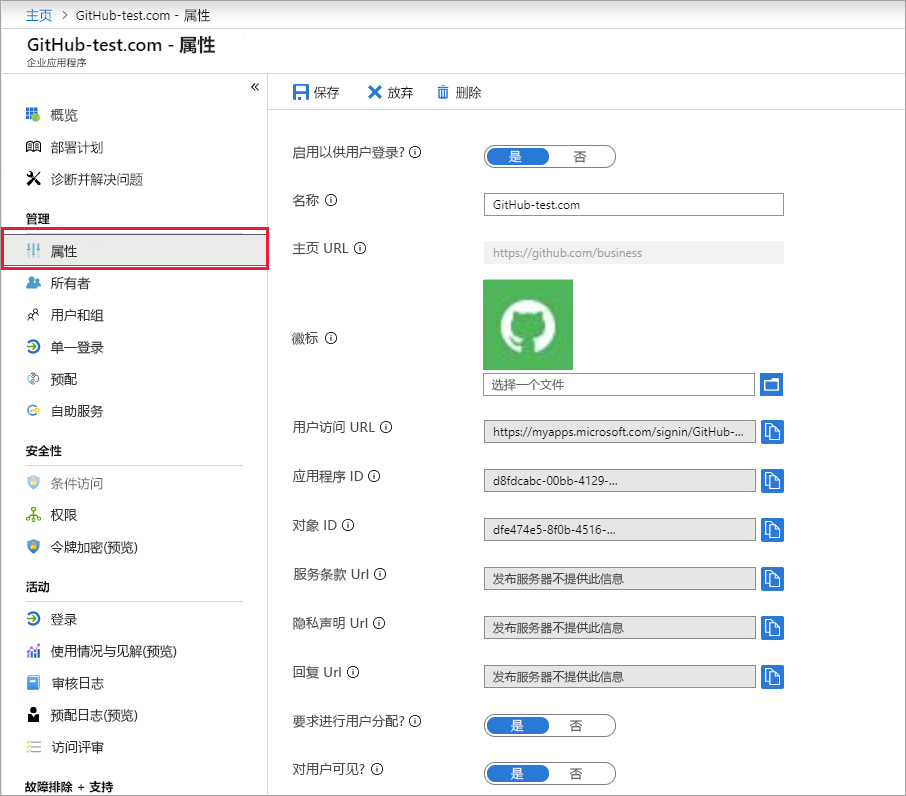 主页 > GitHub-test.com - 属性
GitHub-test.com - 属性
企业应用程序
«
概览
部署计划
诊断并解决问题
管理
属性
所有者
用户和组
单一登录
预配
自助服务
安全性
条件访问
权限
令牌加密(预览)
活动
登录
使用情况与见解(预览)
审核日志
预配日志(预览)
访问评审
故障排除 + 支持
保存 放弃 删除
启用以供用户登录? 是 否
名称 GitHub-test.com
主页 URL https://github.com/business
徽标
选择一个文件
用户访问 URL https://myapps.microsoft.com/signin/GitHub-...
应用程序 ID d8fdcabc-00bb-4129-...
对象 ID dfe474e5-8f0b-4516-...
服务条款 Url 发布服务器不提供此信息
隐私声明 Url 发布服务器不提供此信息
回复 Url 发布服务器不提供此信息
要求进行用户分配? 是 否
对用户可见? 是 否